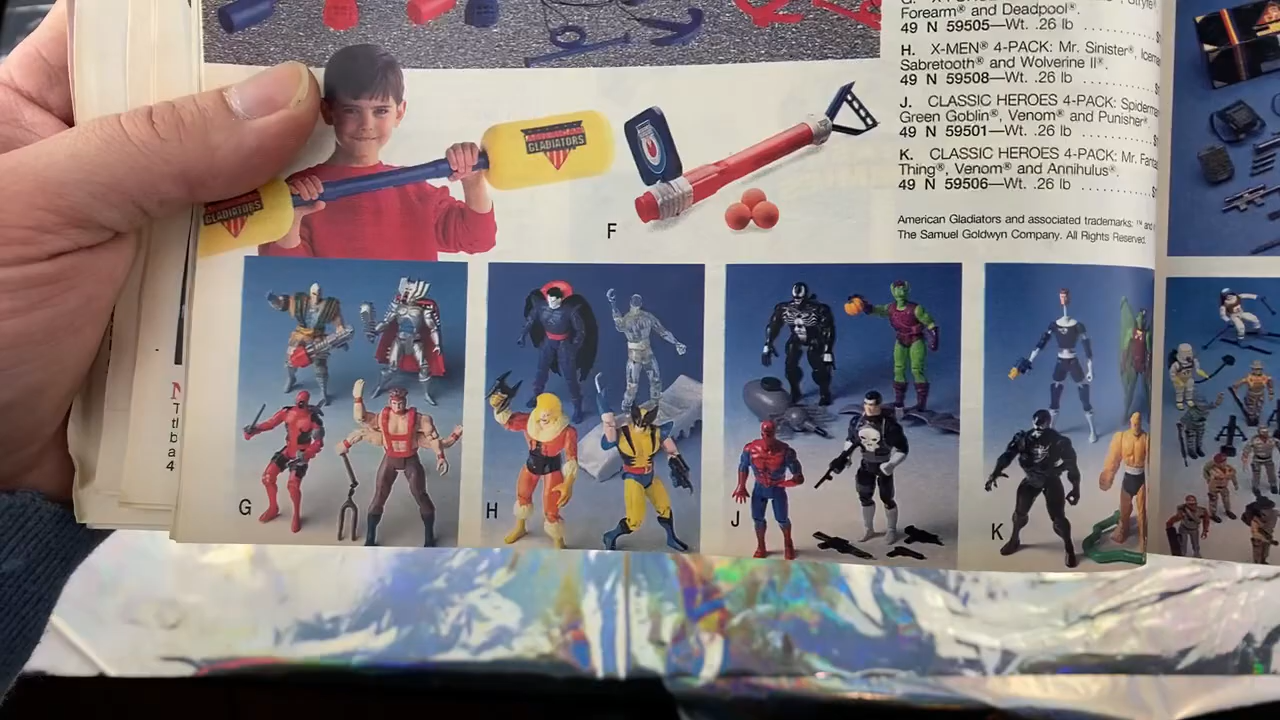 Forearm® and Deadpool®.
49 N 59505—Wt. .26 lb
H. X-MEN® 4-PACK: Mr. Sinister®,
Sabretooth® and Wolverine II®.
49 N 59508—Wt. .26 lb
J. CLASSIC HEROES 4-PACK:
Green Goblin®, Venom® and Punisher®
49 N 59501—Wt. .26 lb
K. CLASSIC HEROES 4-PACK: Mr.
Thing®, Venom® and Annihulus®.
49 N 59506—Wt. .26 lb
American Gladiators and associated trademarks: ™ and
The Samuel Goldwyn Company. All Rights Reserved.
AMERICAN
GLADIATORS
GLADIATORS
F
G
H
J
K
N
T
th
b
a
4